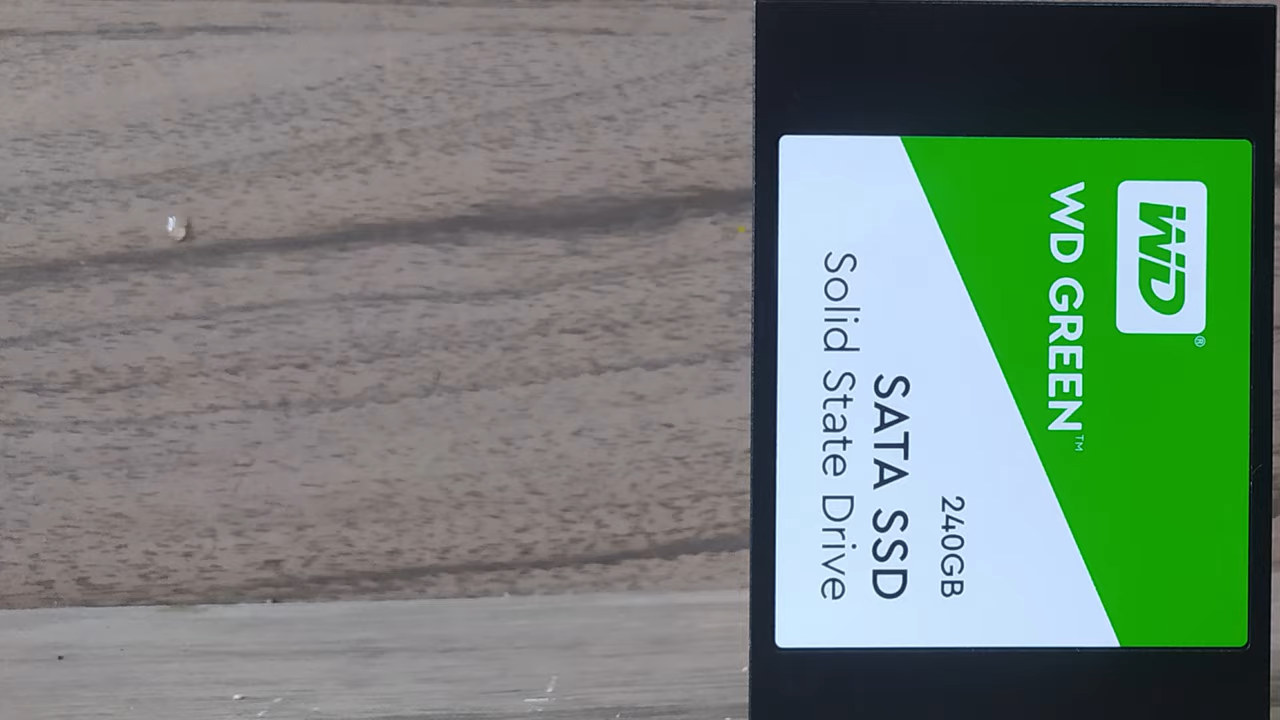 WD®
WD GREEN™
240GB
SATA SSD
Solid State Drive